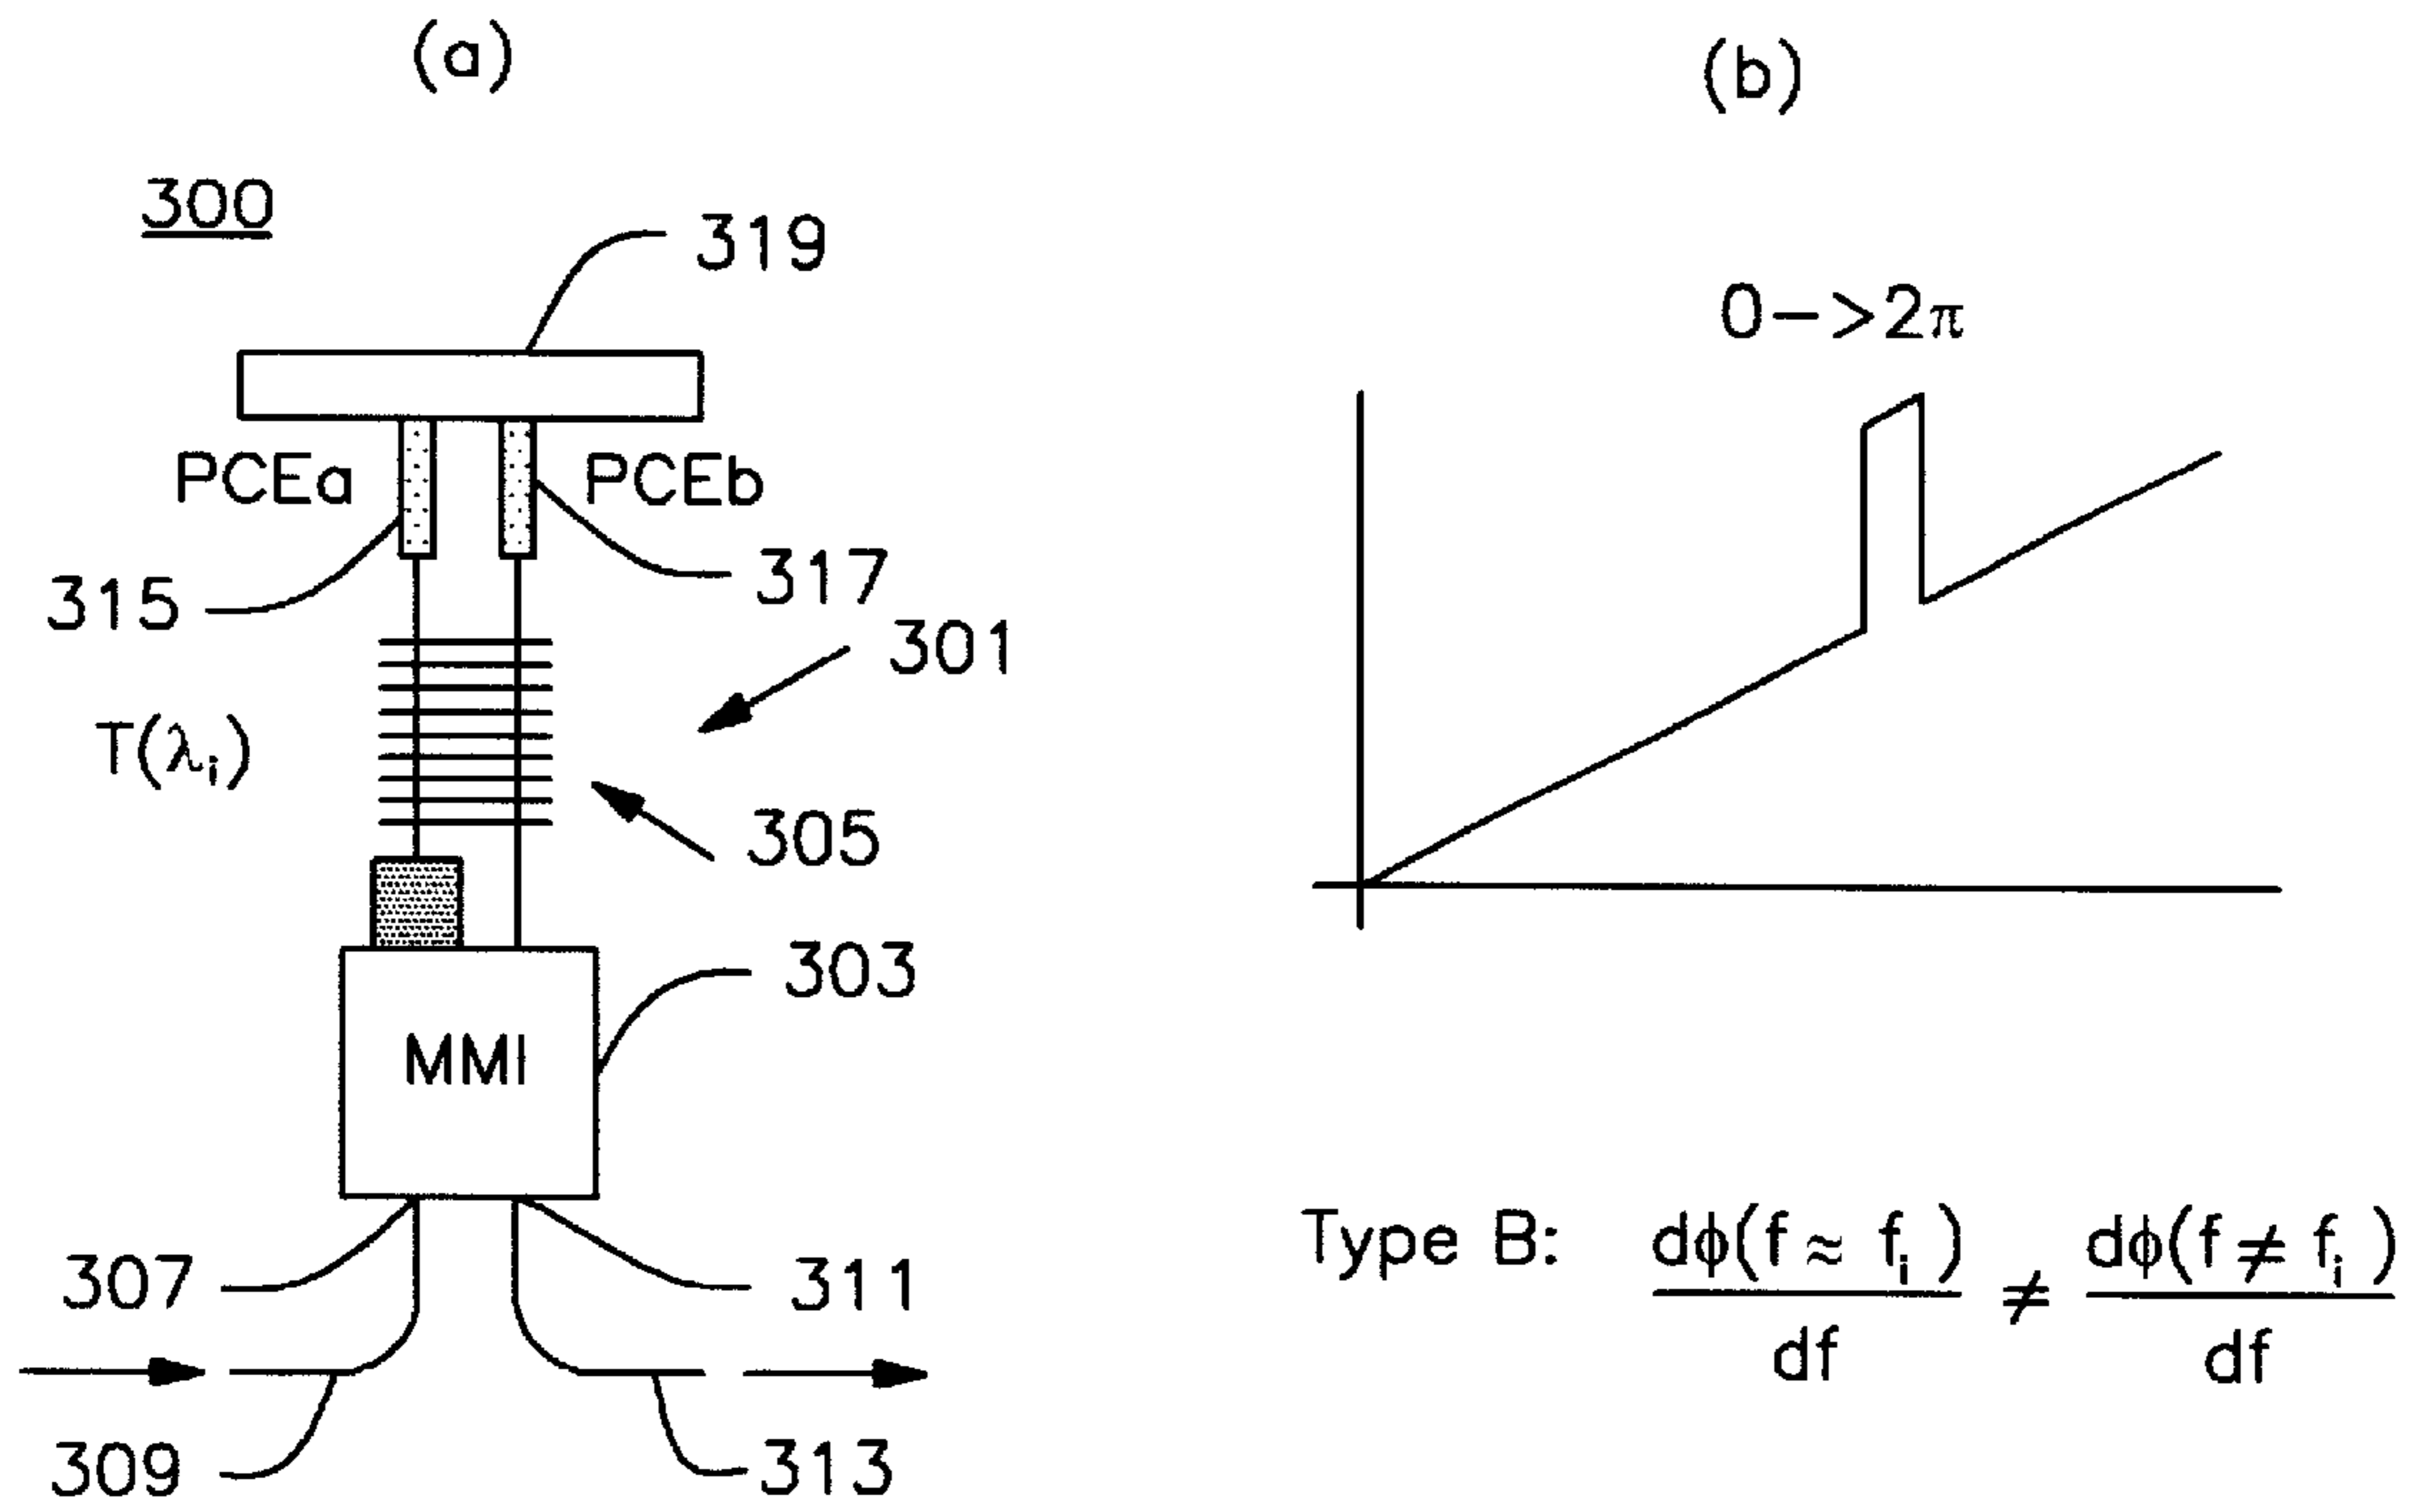 (a)
300
319
PCEa
PCEb
315
317
301
T(λi)
305
303
MMI
307
311
309
313
(b)
0->2π
Type B: dϕ(f ≈ fi) / df ≠ dϕ(f ≠ fi) / df